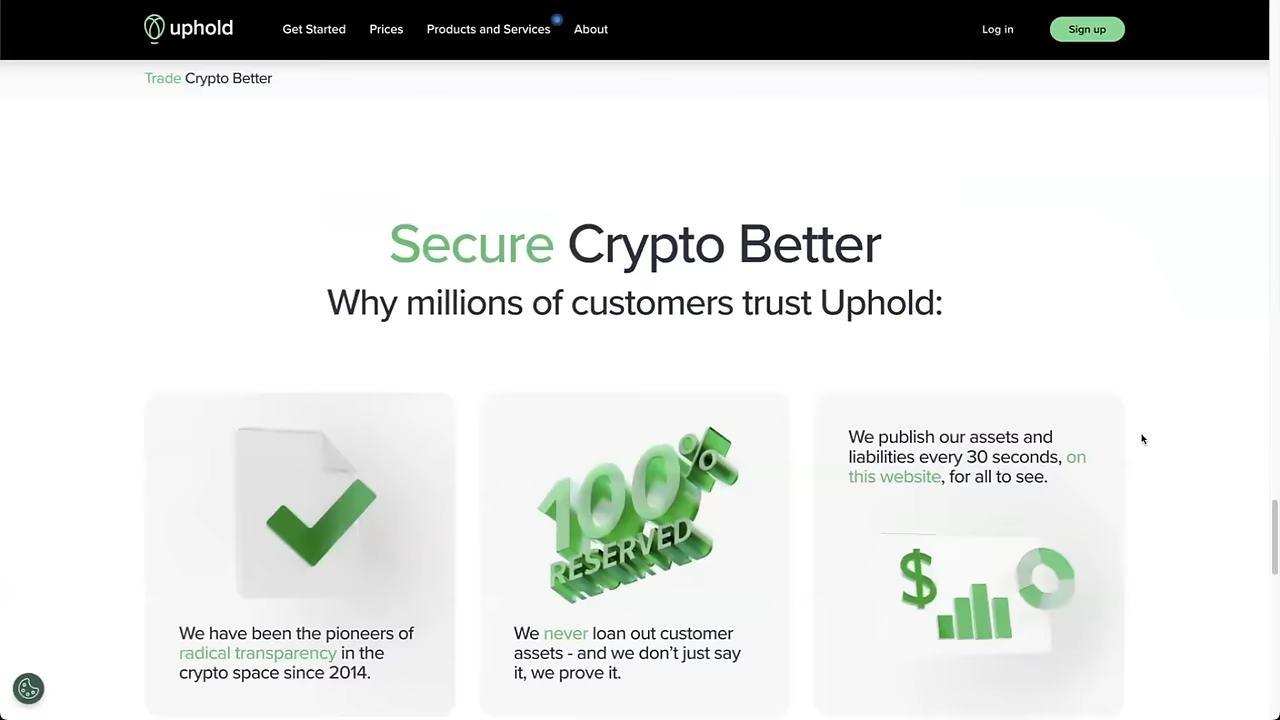 uphold
Get Started
Prices
Products and Services
About
Log in
Sign up
Trade Crypto Better
Secure Crypto Better
Why millions of customers trust Uphold:
100%
RESERVED
We have been the pioneers of
radical transparency in the
crypto space since 2014.
We never loan out customer
assets - and we don't just say
it, we prove it.
We publish our assets and
liabilities every 30 seconds, on
this website, for all to see.
$